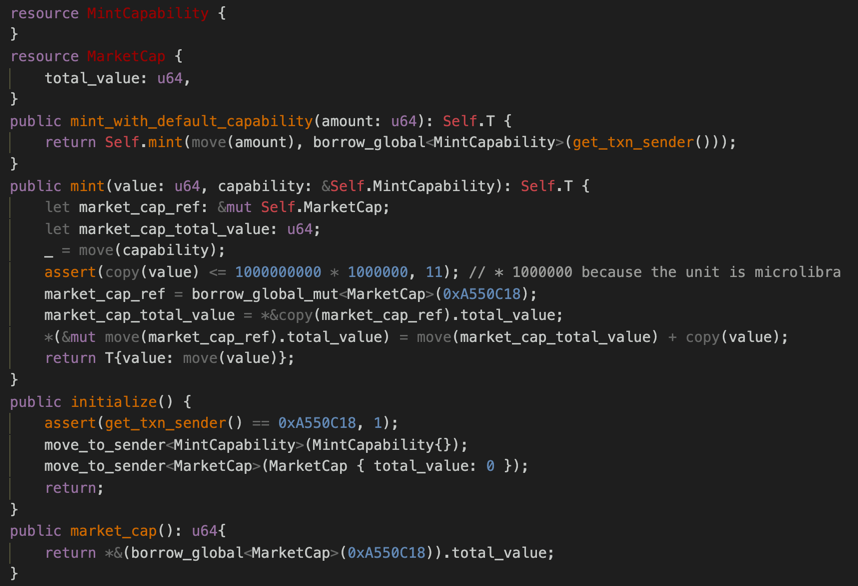 resource MintCapability {
}
resource MarketCap {
    total_value: u64,
}
public mint_with_default_capability(amount: u64): Self.T {
    return Self.mint(move(amount), borrow_global<MintCapability>(get_txn_sender()));
}
public mint(value: u64, capability: &Self.MintCapability): Self.T {
    let market_cap_ref: &mut Self.MarketCap;
    let market_cap_total_value: u64;
    _ = move(capability);
    assert(copy(value) <= 1000000000 * 1000000, 11); // * 1000000 because the unit is microlibra
    market_cap_ref = borrow_global_mut<MarketCap>(0xA550C18);
    market_cap_total_value = *&copy(market_cap_ref).total_value;
    *(&mut move(market_cap_ref).total_value) = move(market_cap_total_value) + copy(value);
    return T{value: move(value)};
}
public initialize() {
    assert(get_txn_sender() == 0xA550C18, 1);
    move_to_sender<MintCapability>(MintCapability{});
    move_to_sender<MarketCap>(MarketCap { total_value: 0 });
    return;
}
public market_cap(): u64{
    return *&(borrow_global<MarketCap>(0xA550C18)).total_value;
}